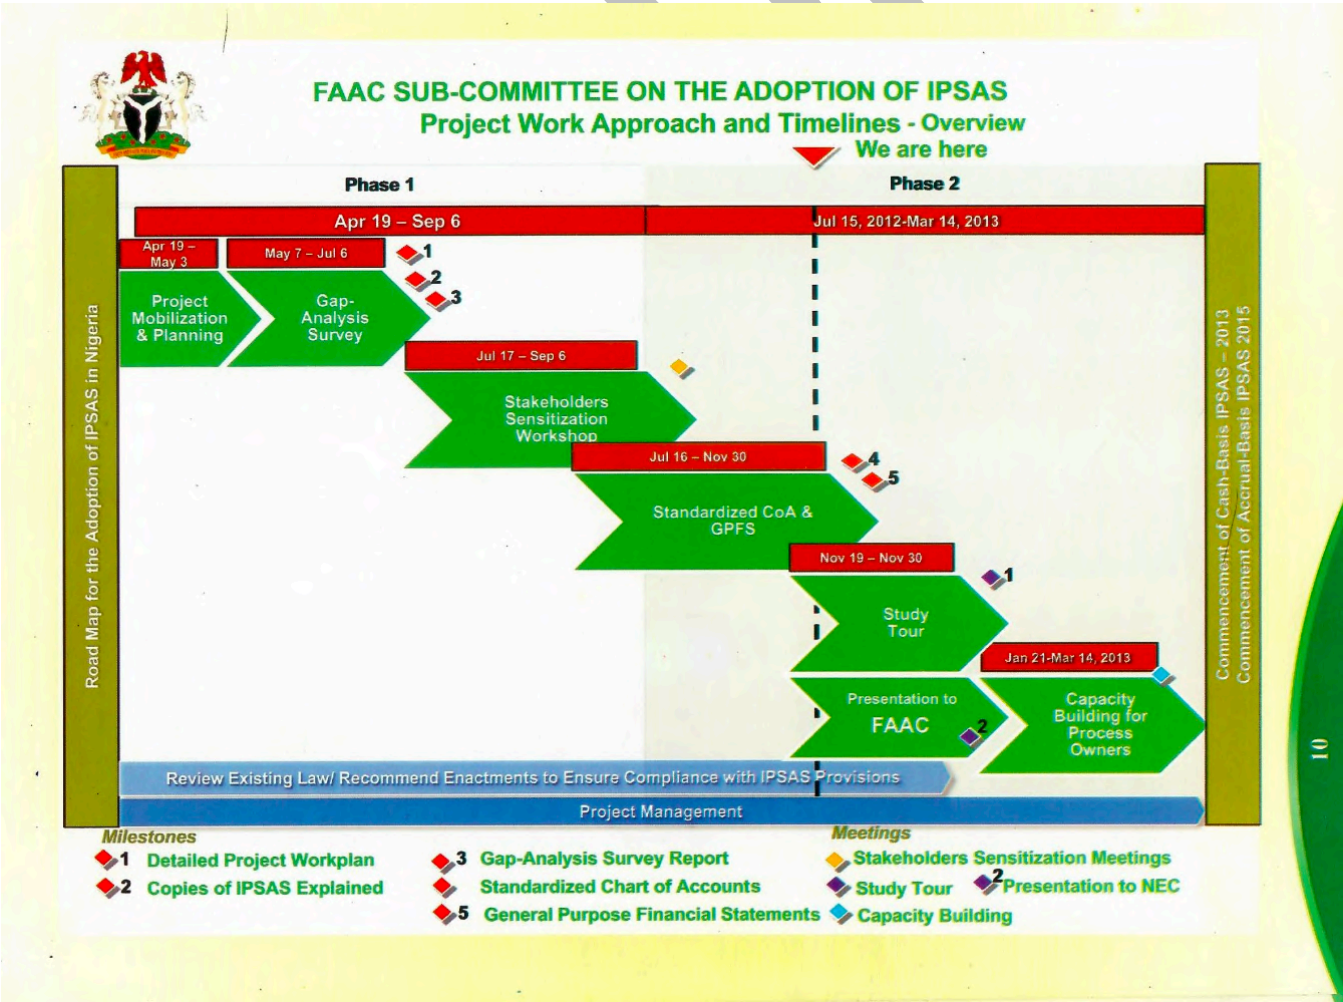 FAAC SUB-COMMITTEE ON THE ADOPTION OF IPSAS
Project Work Approach and Timelines - Overview
We are here
Phase 1
Phase 2
Apr 19 – Sep 6
Jul 15, 2012-Mar 14, 2013
Apr 19 –
May 3
May 7 – Jul 6
1
2
3
Project
Mobilization
& Planning
Gap-
Analysis
Survey
Jul 17 – Sep 6
Stakeholders
Sensitization
Workshop
Jul 16 – Nov 30
4
5
Standardized CoA &
GPFS
Nov 19 – Nov 30
1
Study
Tour
Jan 21-Mar 14, 2013
Presentation to
FAAC
2
Capacity
Building for
Process
Owners
Review Existing Law/ Recommend Enactments to Ensure Compliance with IPSAS Provisions
Project Management
Road Map for the Adoption of IPSAS in Nigeria
Commencement of Cash-Basis IPSAS – 2013
Commencement of Accrual-Basis IPSAS 2015
Milestones
1 Detailed Project Workplan
2 Copies of IPSAS Explained
3 Gap-Analysis Survey Report
Standardized Chart of Accounts
5 General Purpose Financial Statements
Meetings
Stakeholders Sensitization Meetings
Study Tour
2 Presentation to NEC
Capacity Building
10